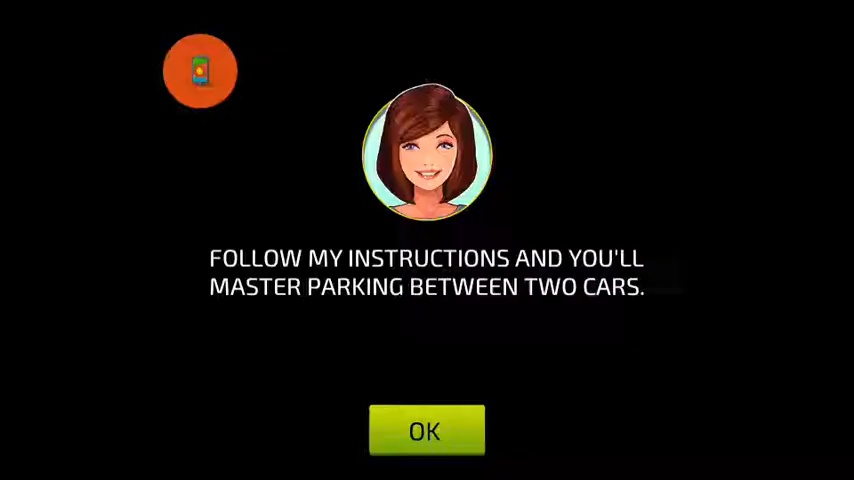 FOLLOW MY INSTRUCTIONS AND YOU'LL
MASTER PARKING BETWEEN TWO CARS.
OK